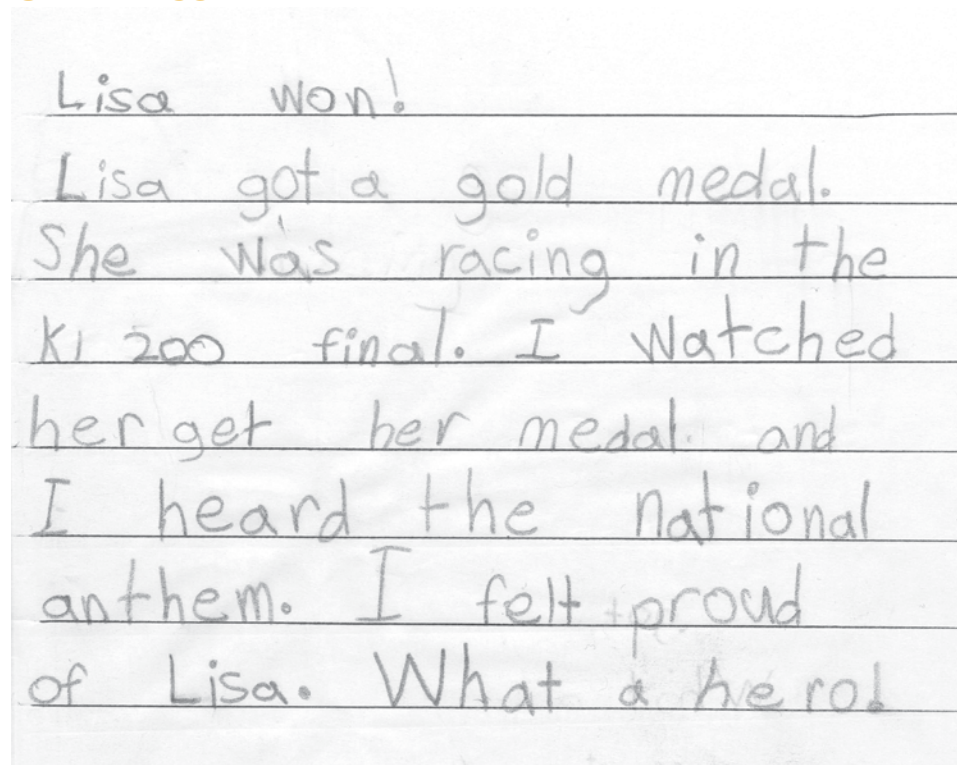 Lisa won!
Lisa got a gold medal.
She was racing in the
K1 200 final. I watched
her get her medal and
I heard the national
anthem. I felt proud
of Lisa. What a hero!